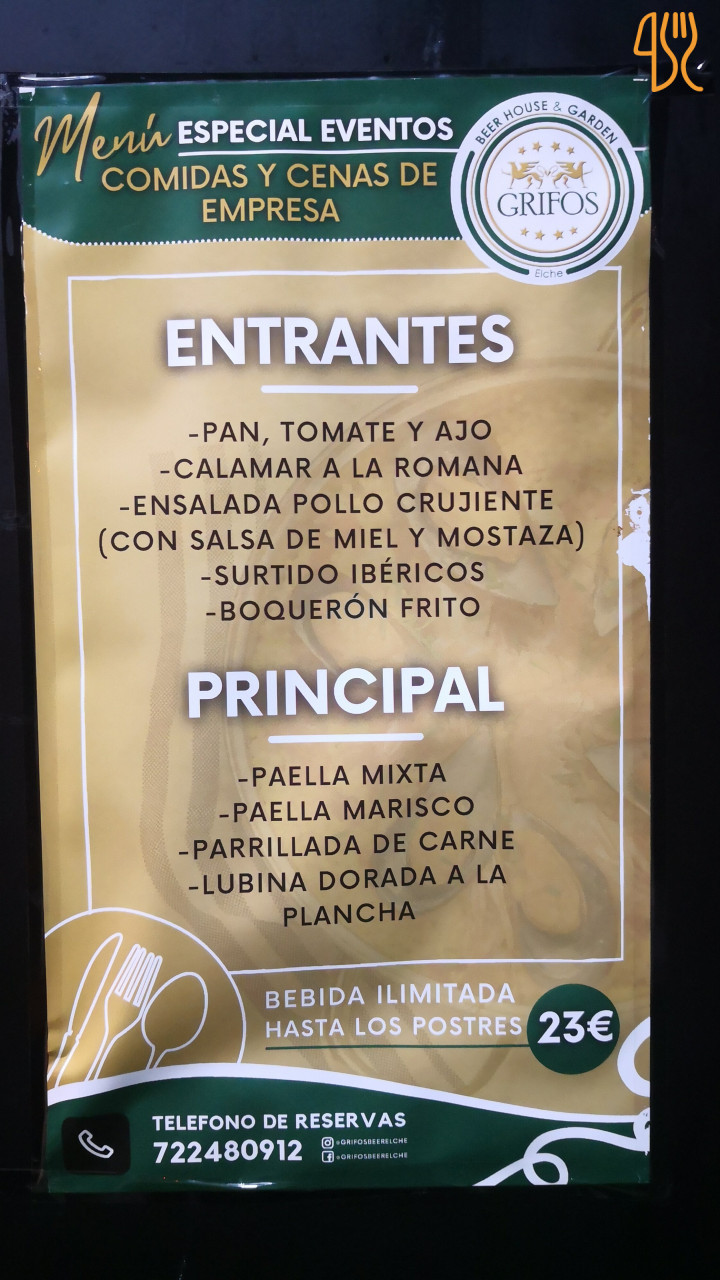 Menú ESPECIAL EVENTOS
COMIDAS Y CENAS DE
EMPRESA
BEER HOUSE & GARDEN
GRIFOS
Elche
ENTRANTES
-PAN, TOMATE Y AJO
-CALAMAR A LA ROMANA
-ENSALADA POLLO CRUJIENTE
(CON SALSA DE MIEL Y MOSTAZA)
-SURTIDO IBÉRICOS
-BOQUERÓN FRITO
PRINCIPAL
-PAELLA MIXTA
-PAELLA MARISCO
-PARRILLADA DE CARNE
-LUBINA DORADA A LA
PLANCHA
BEBIDA ILIMITADA
HASTA LOS POSTRES 23€
TELEFONO DE RESERVAS
722480912
@GRIFOSBEERELCHE
@GRIFOSBEERELCHE